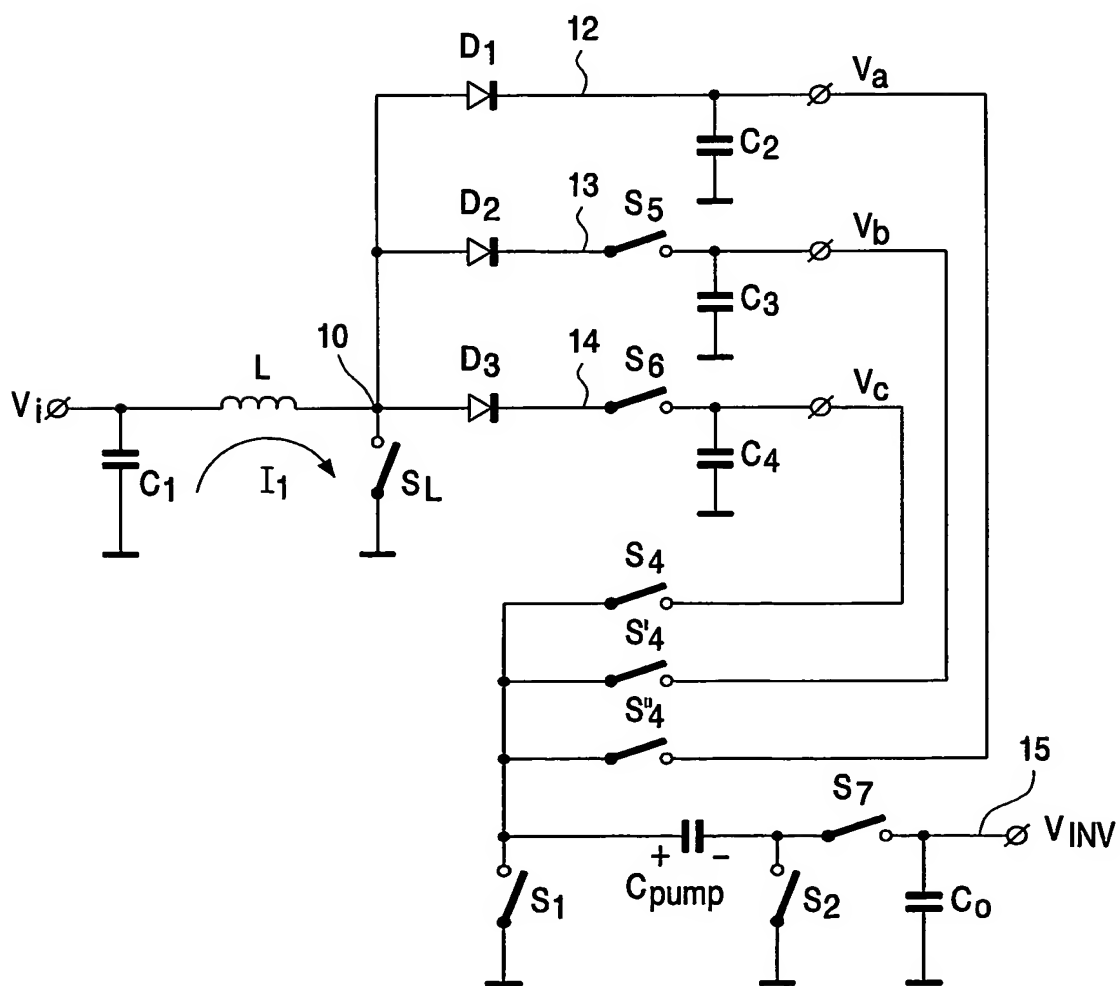 D1
12
Va
C2
D2
13
S5
Vb
C3
10
L
D3
14
S6
Vc
Vi
C1
I1
SL
C4
S4
S'4
S"4
S7
15
VINV
+
-
S1
Cpump
S2
Co